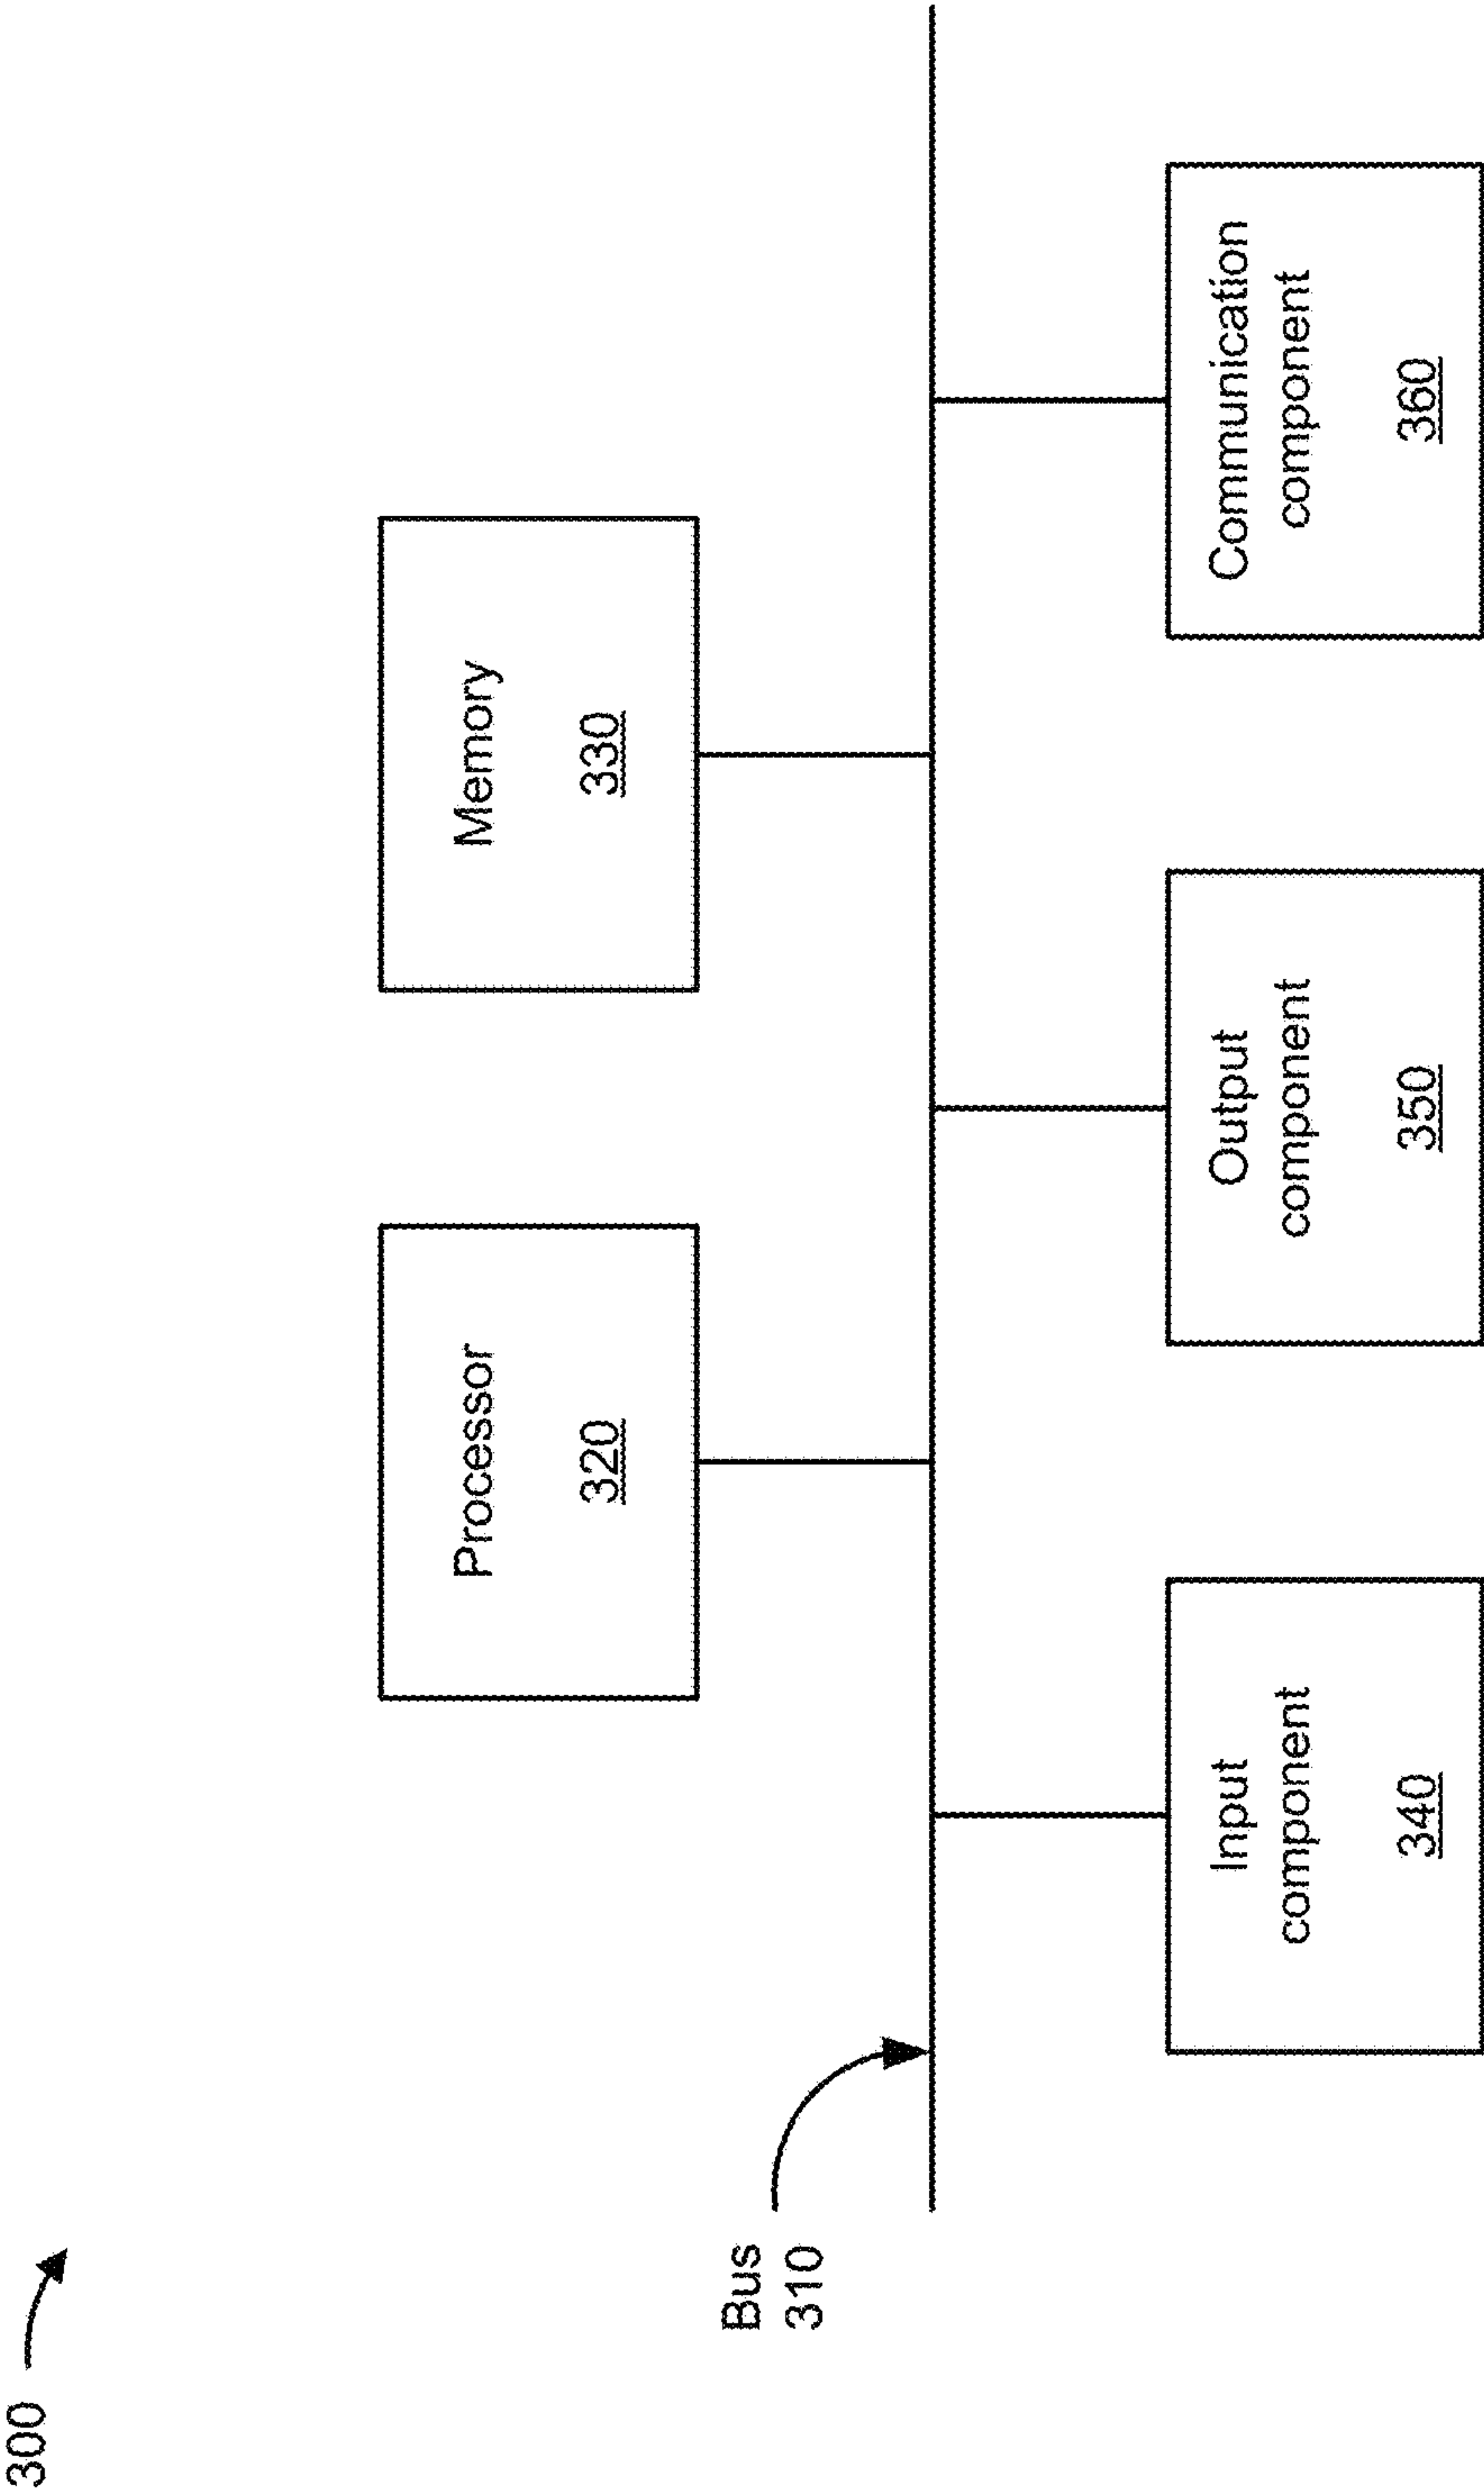 300
Bus
310
Processor
320
Memory
330
Input
component
340
Output
component
350
Communication
component
360